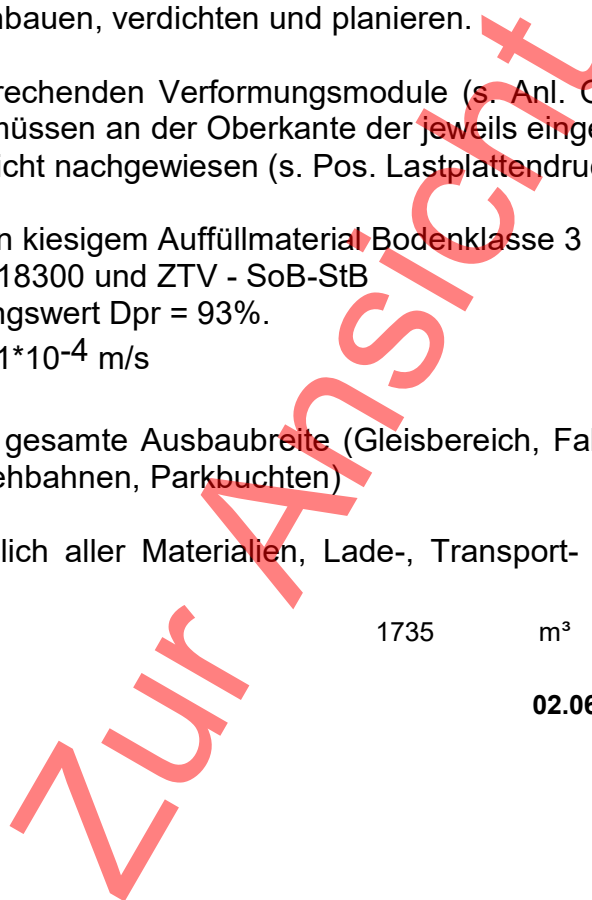 nbauen, verdichten und planieren.
rechenden Verformungsmodule (s. Anl. C
müssen an der Oberkante der jeweils einge
icht nachgewiesen (s. Pos. Lastplattendruc
n kiesigem Auffüllmaterial Bodenklasse 3
18300 und ZTV - SoB-StB
ngswert Dpr = 93%.
1*10-4 m/s
gesamte Ausbaubreite (Gleisbereich, Fal
ehbahnen, Parkbuchten)
lich aller Materialien, Lade-, Transport-
1735 m³
02.06
Zur Ansicht